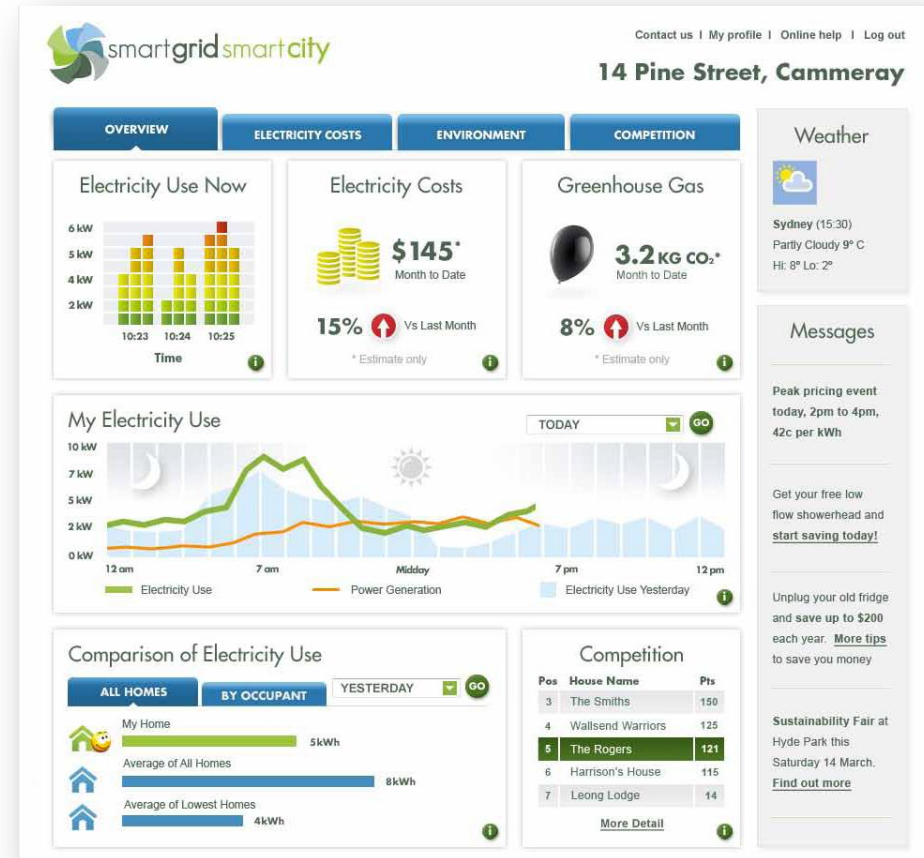 smartgridsmartcity
Contact us | My profile | Online help | Log out
14 Pine Street, Cammeray
OVERVIEW
ELECTRICITY COSTS
ENVIRONMENT
COMPETITION
Electricity Use Now
6 kW
5 kW
4 kW
2 kW
10:23 10:24 10:25
Time
i
Electricity Costs
$145*
Month to Date
15% Vs Last Month
* Estimate only
i
Greenhouse Gas
3.2 KG CO₂*
Month to Date
8% Vs Last Month
* Estimate only
i
Weather
Sydney (15:30)
Partly Cloudy 9° C
Hi: 8° Lo: 2°
Messages
Peak pricing event
today, 2pm to 4pm,
42c per kWh
Get your free low
flow showerhead and
start saving today!
Unplug your old fridge
and save up to $200
each year. More tips
to save you money
Sustainability Fair at
Hyde Park this
Saturday 14 March.
Find out more
My Electricity Use
TODAY
GO
10 kW
7 kW
5 kW
2 kW
0 kW
12 am 7 am Midday 7 pm 12 pm
Electricity Use Power Generation Electricity Use Yesterday
i
Comparison of Electricity Use
ALL HOMES
BY OCCUPANT
YESTERDAY
GO
My Home
5kWh
Average of All Homes
8kWh
Average of Lowest Homes
4kWh
i
Competition
Pos House Name Pts
3 The Smiths 150
4 Wallsend Warriors 125
5 The Rogers 121
6 Harrison's House 115
7 Leong Lodge 14
More Detail
i